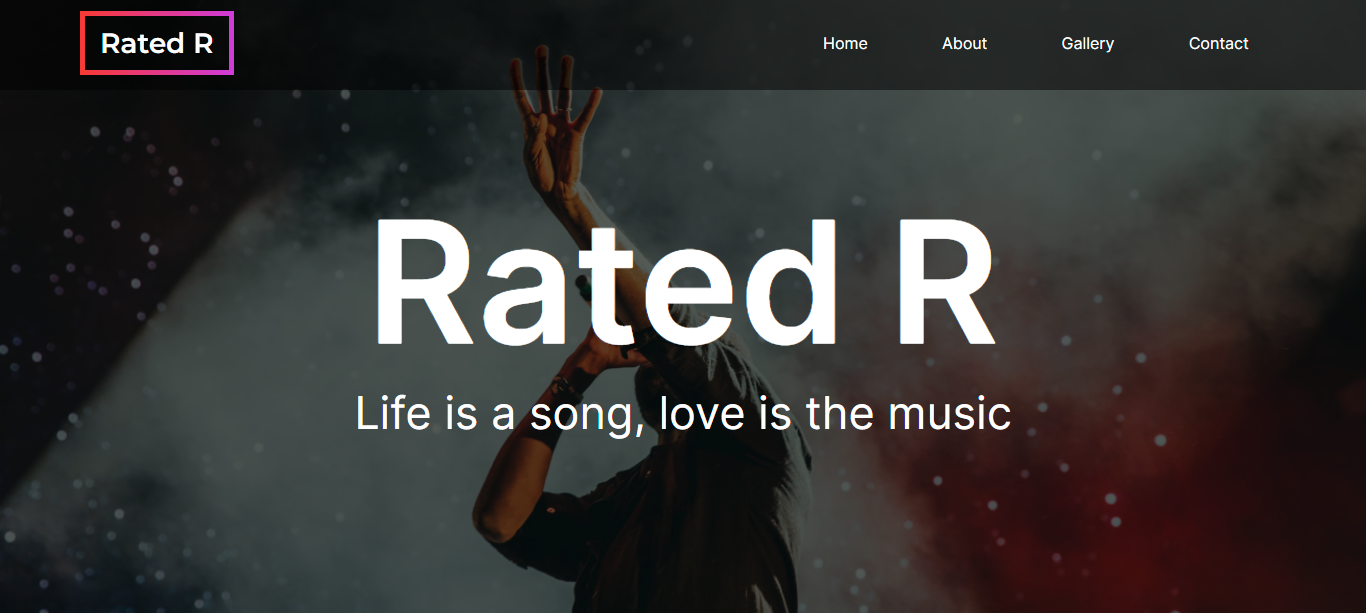 Rated R
Home
About
Gallery
Contact
Rated R
Life is a song, love is the music